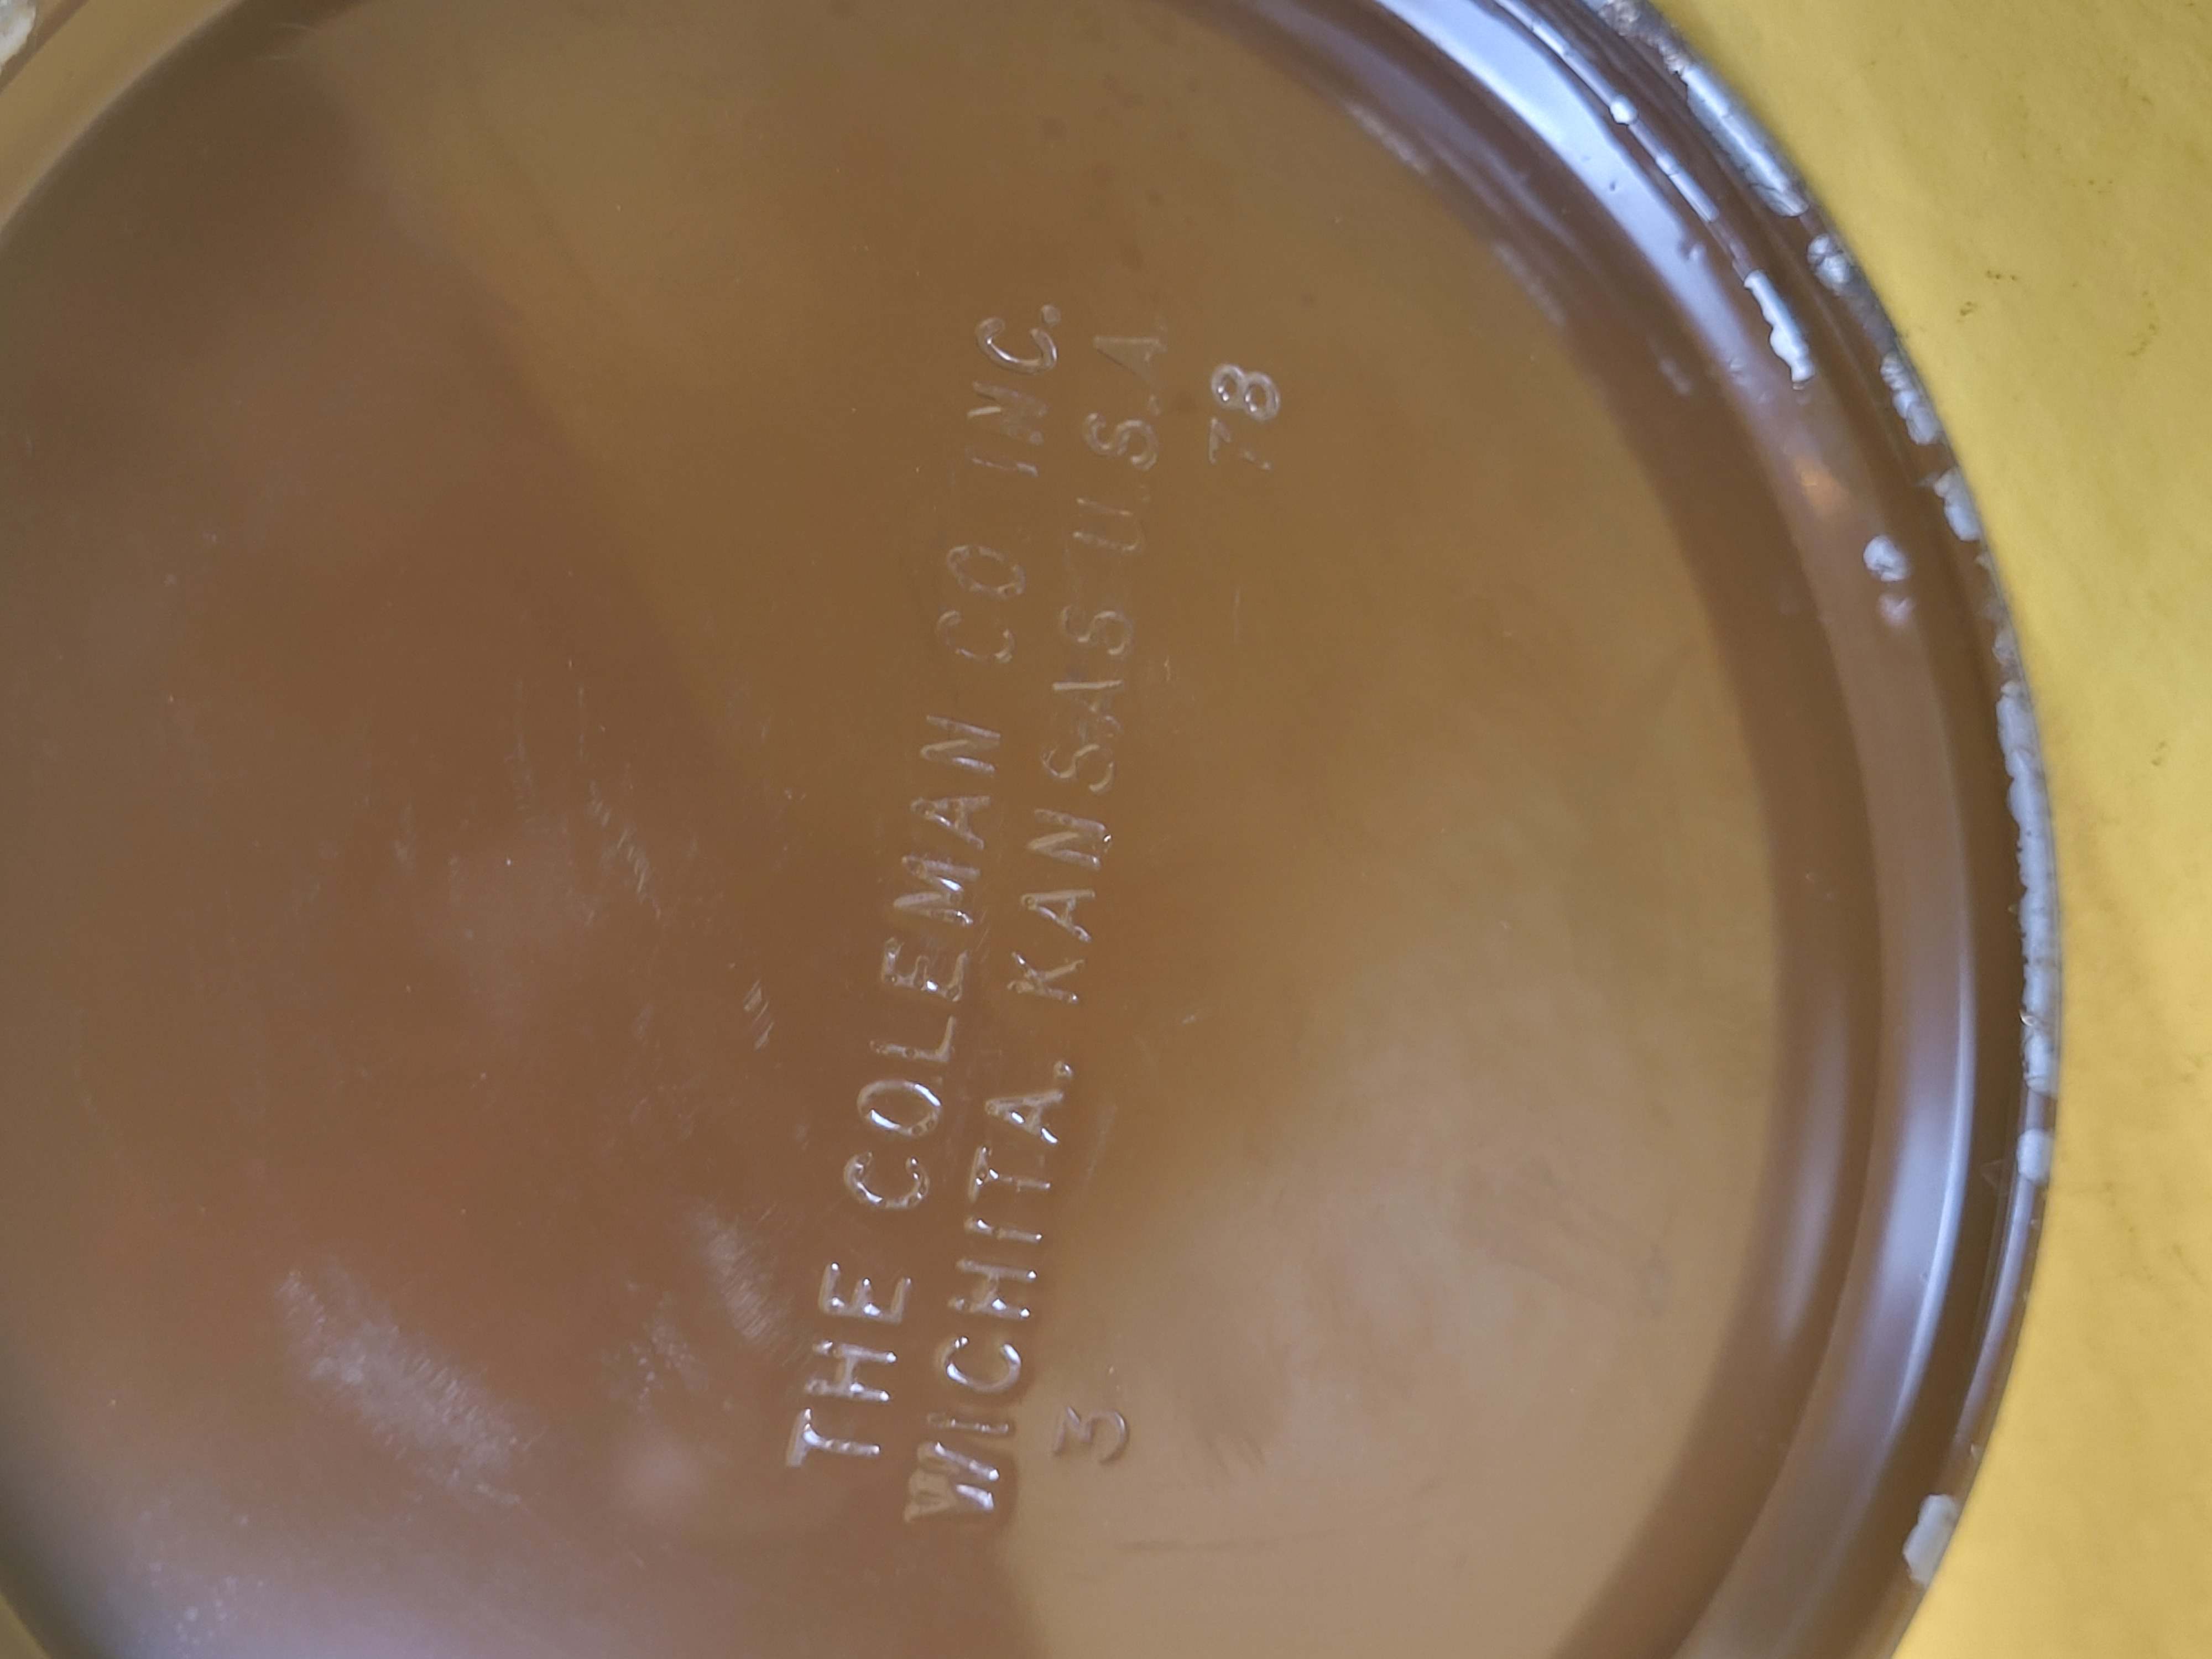 THE COLEMAN CO INC.
WICHITA. KANSAS U.S.A.
3 78